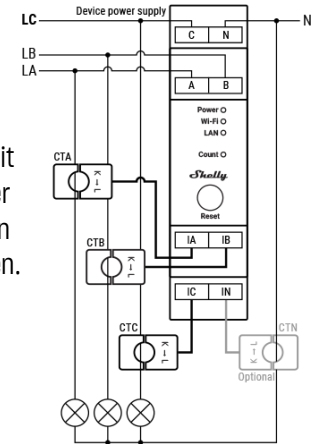 Device power supply
LC
N
C N
LB
LA
A B
Power
Wi-Fi
LAN
Count
Shelly
Reset
it
er
n
en.
CTA
K L
IA IB
CTB
K L
IC IN
CTC
K L
CTN
K L
Optional